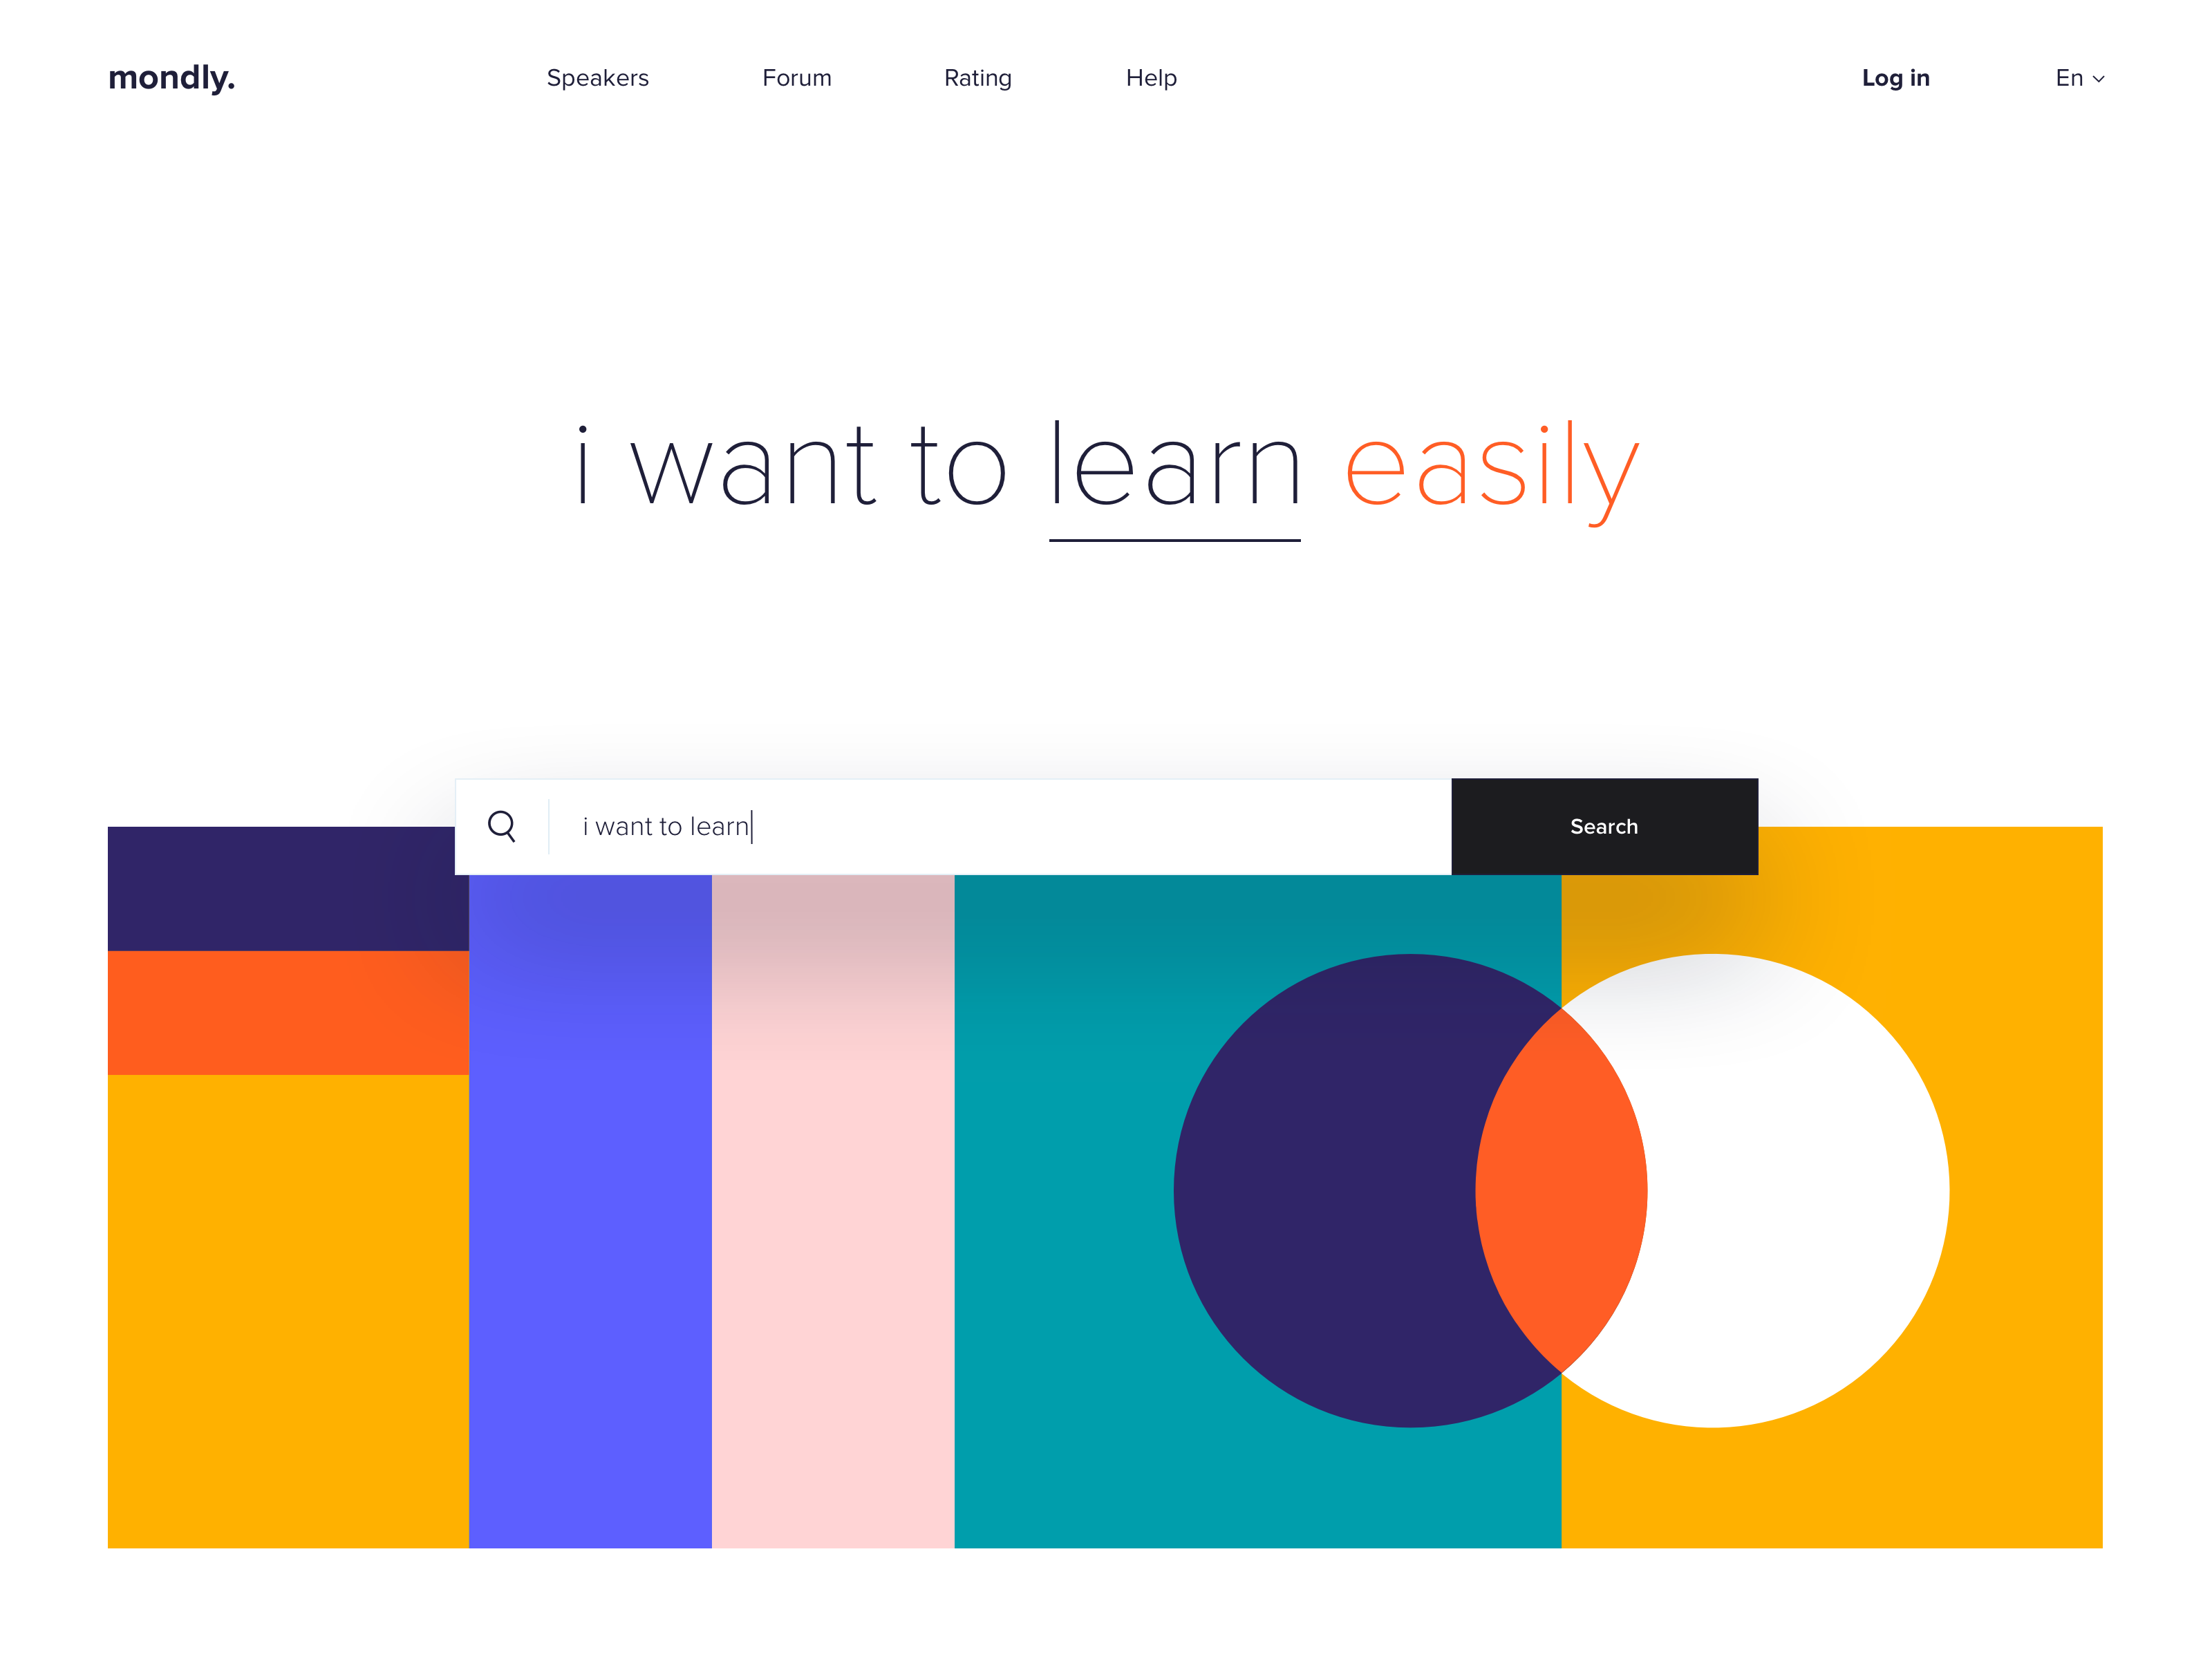 mondly.
Speakers Forum Rating Help
Log in En
i want to learn easily
i want to learn
Search